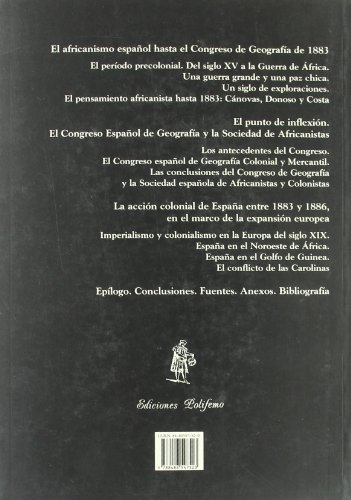 El africanismo español hasta el Congreso de Geografía de 1883
El período precolonial. Del siglo XV a la Guerra de África.
Una guerra grande y una paz chica.
Un siglo de exploraciones.
El pensamiento africanista hasta 1883: Cánovas, Donoso y Costa
El punto de inflexión.
El Congreso Español de Geografía y la Sociedad de Africanistas
Los antecedentes del Congreso.
El Congreso español de Geografía Colonial y Mercantil.
Las conclusiones del Congreso de Geografía
y la Sociedad española de Africanistas y Colonistas
La acción colonial de España entre 1883 y 1886,
en el marco de la expansión europea
Imperialismo y colonialismo en la Europa del siglo XIX.
España en el Noroeste de África.
España en el Golfo de Guinea.
El conflicto de las Carolinas
Epílogo. Conclusiones. Fuentes. Anexos. Bibliografía
Ediciones Polifemo